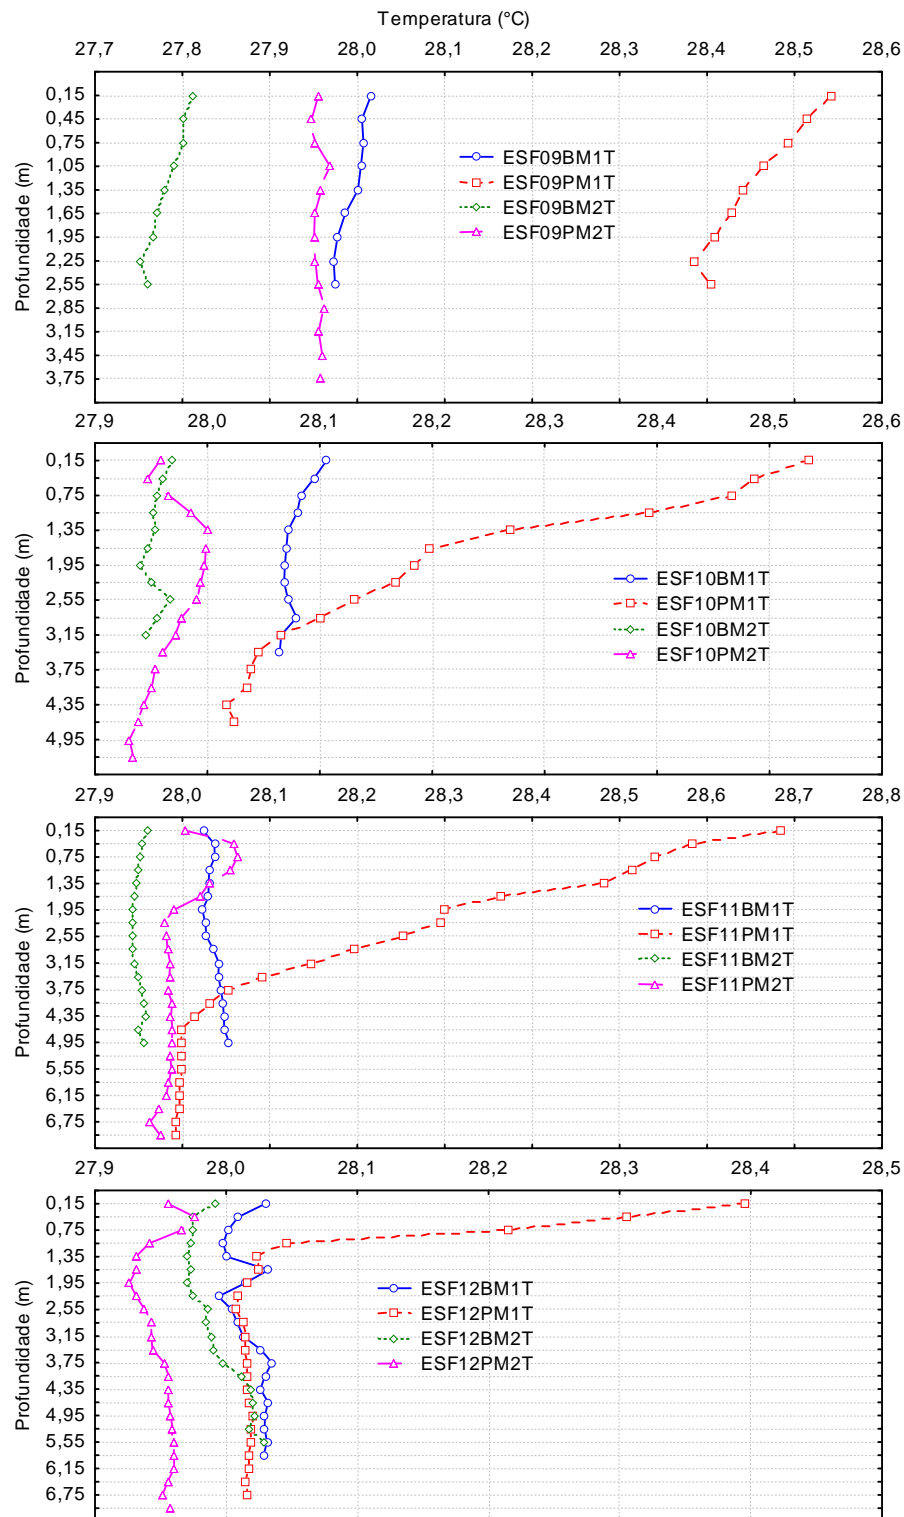 Temperatura (°C)
27,7 27,8 27,9 28,0 28,1 28,2 28,3 28,4 28,5 28,6
Profundidade (m)
0,15
0,45
0,75
1,05
1,35
1,65
1,95
2,25
2,55
2,85
3,15
3,45
3,75
ESF09BM1T
ESF09PM1T
ESF09BM2T
ESF09PM2T
27,9 28,0 28,1 28,2 28,3 28,4 28,5 28,6
Profundidade (m)
0,15
0,75
1,35
1,95
2,55
3,15
3,75
4,35
4,95
ESF10BM1T
ESF10PM1T
ESF10BM2T
ESF10PM2T
27,9 28,0 28,1 28,2 28,3 28,4 28,6 28,7 28,8
Profundidade (m)
0,15
0,75
1,35
1,95
2,55
3,15
3,75
4,35
4,95
5,55
6,15
6,75
ESF11BM1T
ESF11PM1T
ESF11BM2T
ESF11PM2T
27,9 28,0 28,1 28,2 28,3 28,4 28,5
Profundidade (m)
0,15
0,75
1,35
1,95
2,55
3,15
3,75
4,35
4,95
5,55
6,15
6,75
ESF12BM1T
ESF12PM1T
ESF12BM2T
ESF12PM2T